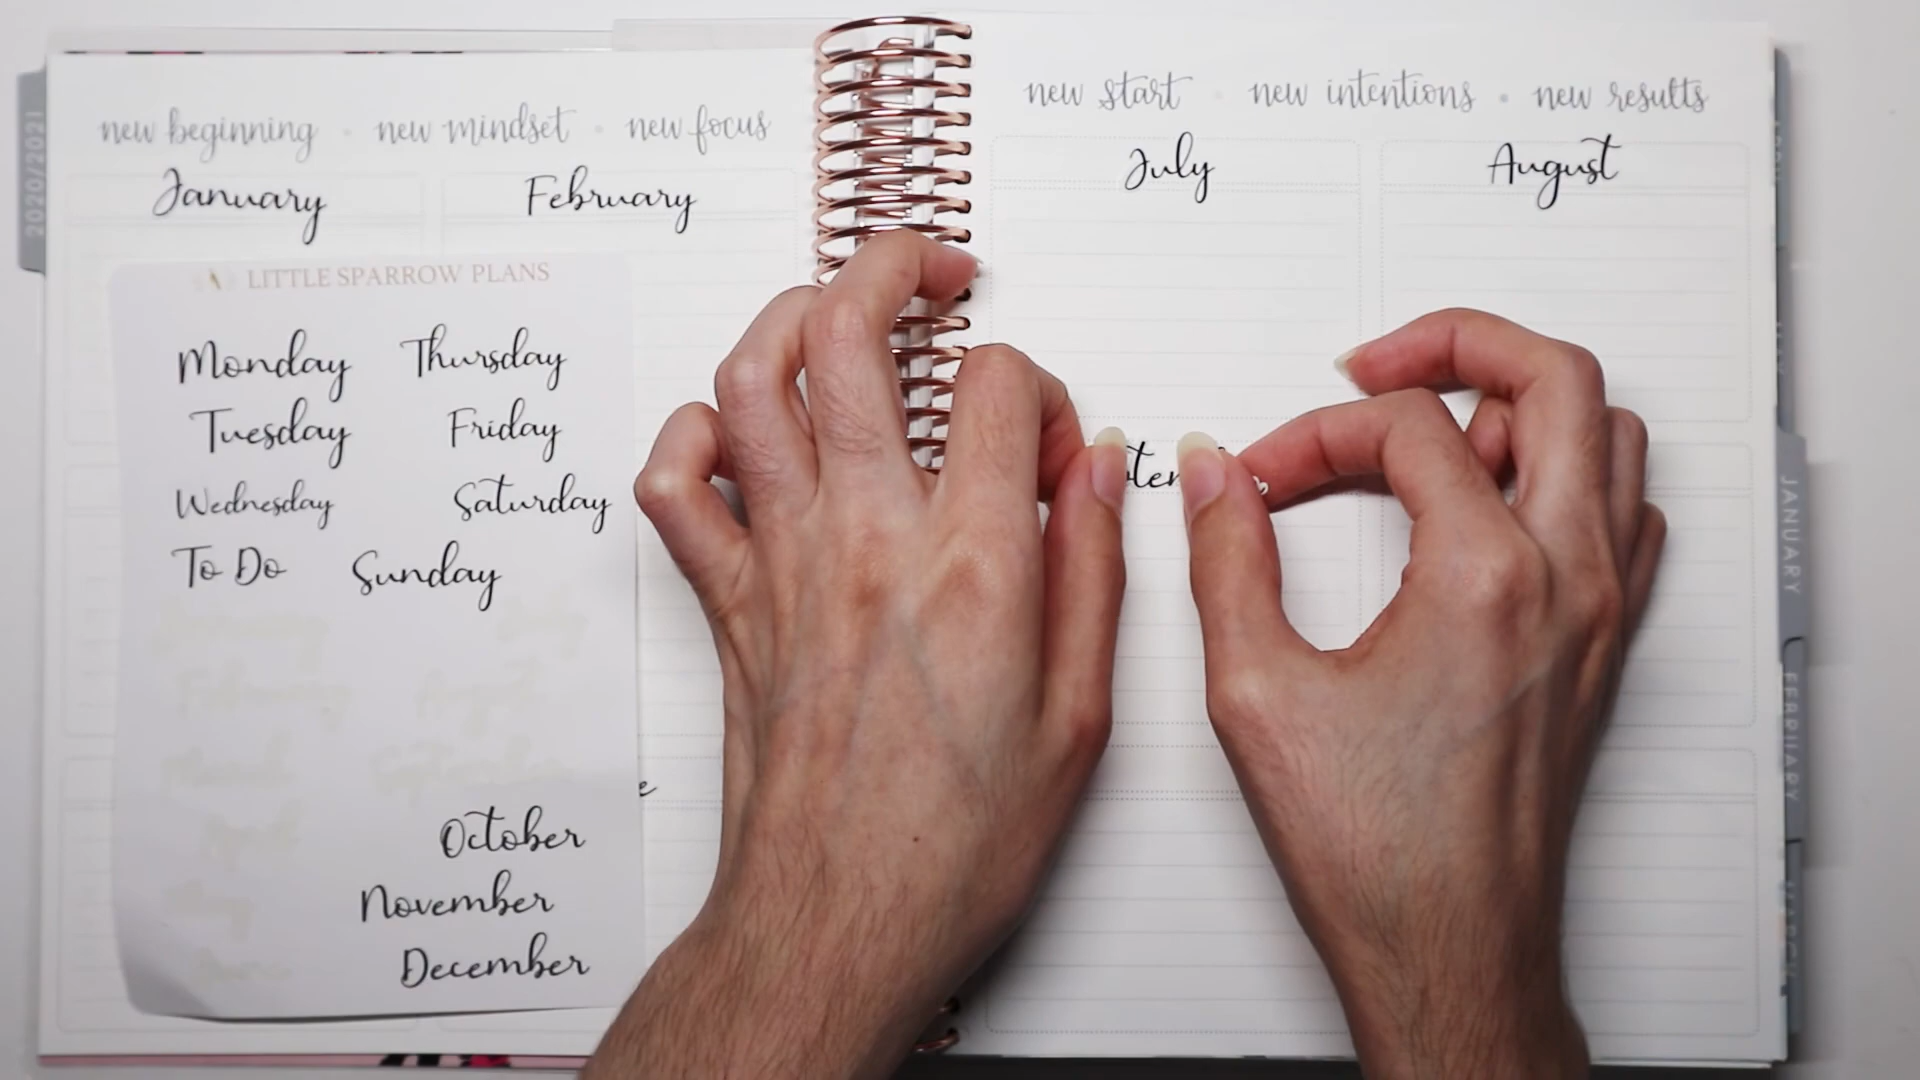 new beginning • new mindset • new focus
January February
2020/2021
LITTLE SPARROW PLANS
Monday Thursday
Tuesday Friday
Wednesday Saturday
To Do Sunday
October
November
December
new start • new intentions • new results
July August
JANUARY
FEBRUARY
MARCH